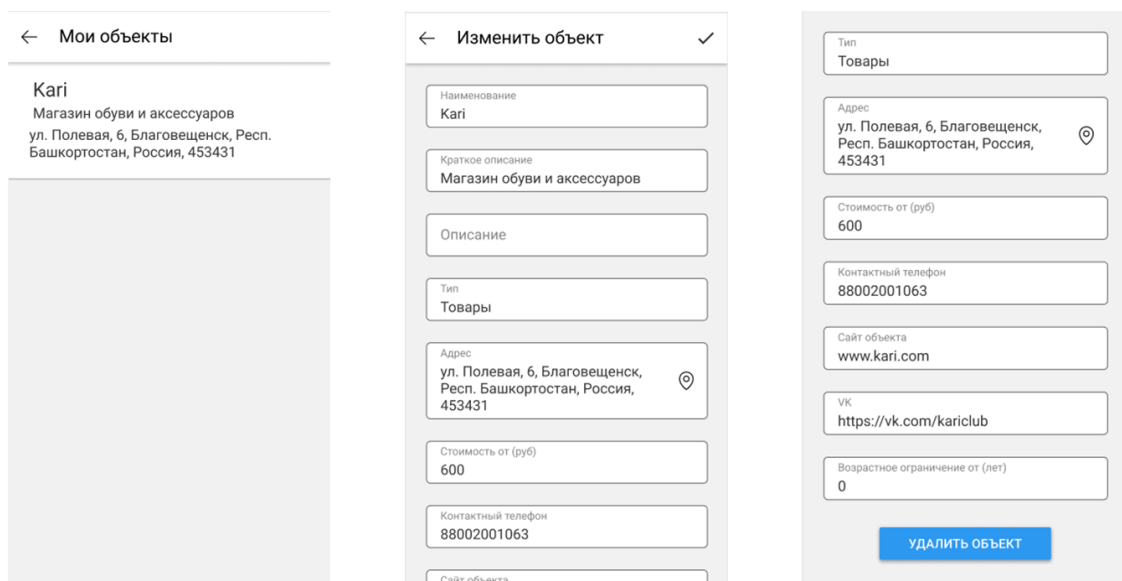 Мои объекты
Kari
Магазин обуви и аксессуаров
ул. Полевая, 6, Благовещенск, Респ.
Башкортостан, Россия, 453431
Изменить объект
Наименование
Kari
Краткое описание
Магазин обуви и аксессуаров
Описание
Тип
Товары
Адрес
ул. Полевая, 6, Благовещенск,
Респ. Башкортостан, Россия,
453431
Стоимость от (руб)
600
Контактный телефон
88002001063
Сайт объекта
Тип
Товары
Адрес
ул. Полевая, 6, Благовещенск,
Респ. Башкортостан, Россия,
453431
Стоимость от (руб)
600
Контактный телефон
88002001063
Сайт объекта
www.kari.com
VK
https://vk.com/kariclub
Возрастное ограничение от (лет)
0
УДАЛИТЬ ОБЪЕКТ